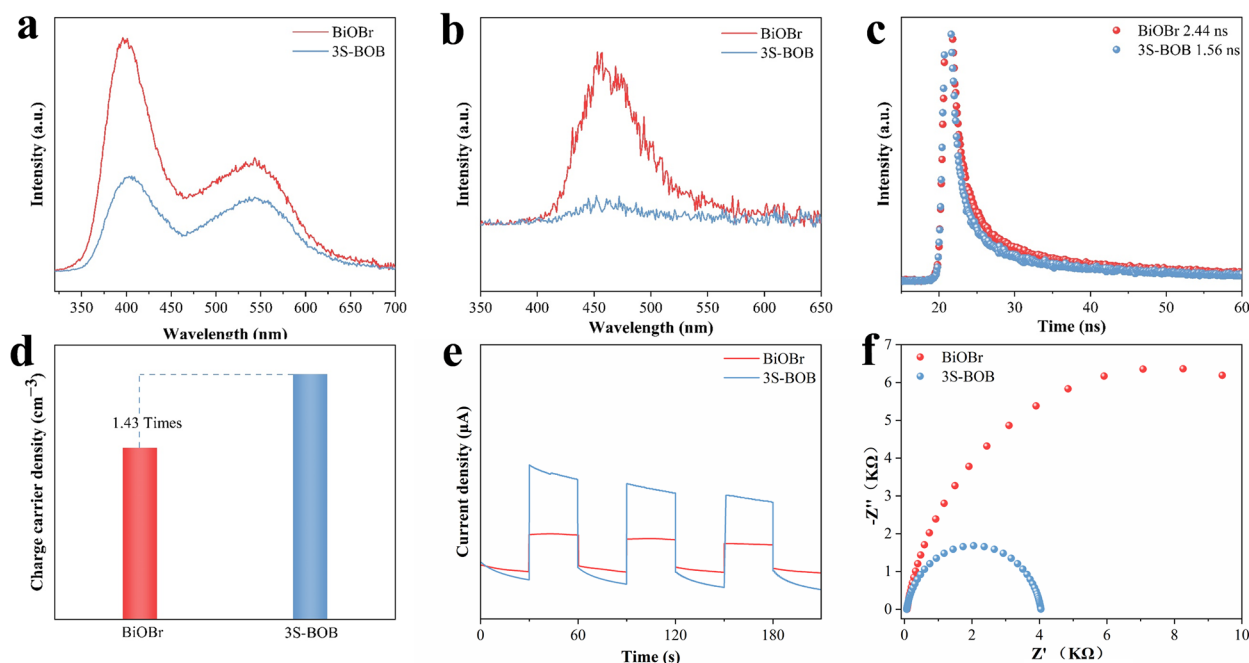 a
BiOBr
3S-BOB
Intensity (a.u.)
350 400 450 500 550 600 650 700
Wavelength (nm)
b
BiOBr
3S-BOB
Intensity (a.u.)
350 400 450 500 550 600 650
Wavelength (nm)
c
BiOBr 2.44 ns
3S-BOB 1.56 ns
Intensity (a.u.)
20 30 40 50 60
Time (ns)
d
Charge carrier density (cm⁻³)
1.43 Times
BiOBr 3S-BOB
e
BiOBr
3S-BOB
Current density (μA)
0 60 120 180
Time (s)
f
BiOBr
3S-BOB
-Z'' (KΩ)
7
6
5
4
3
2
1
0
0 2 4 6 8 10
Z' (KΩ)